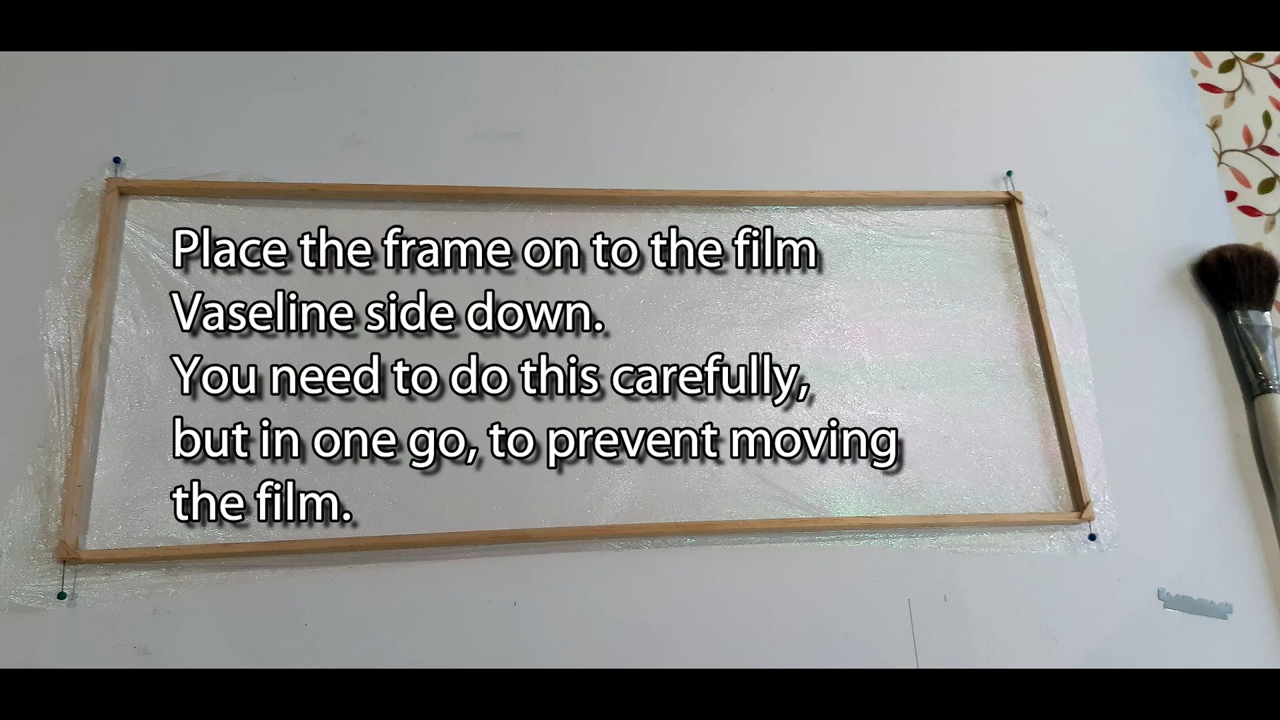 Place the frame on to the film
Vaseline side down.
You need to do this carefully,
but in one go, to prevent moving
the film.